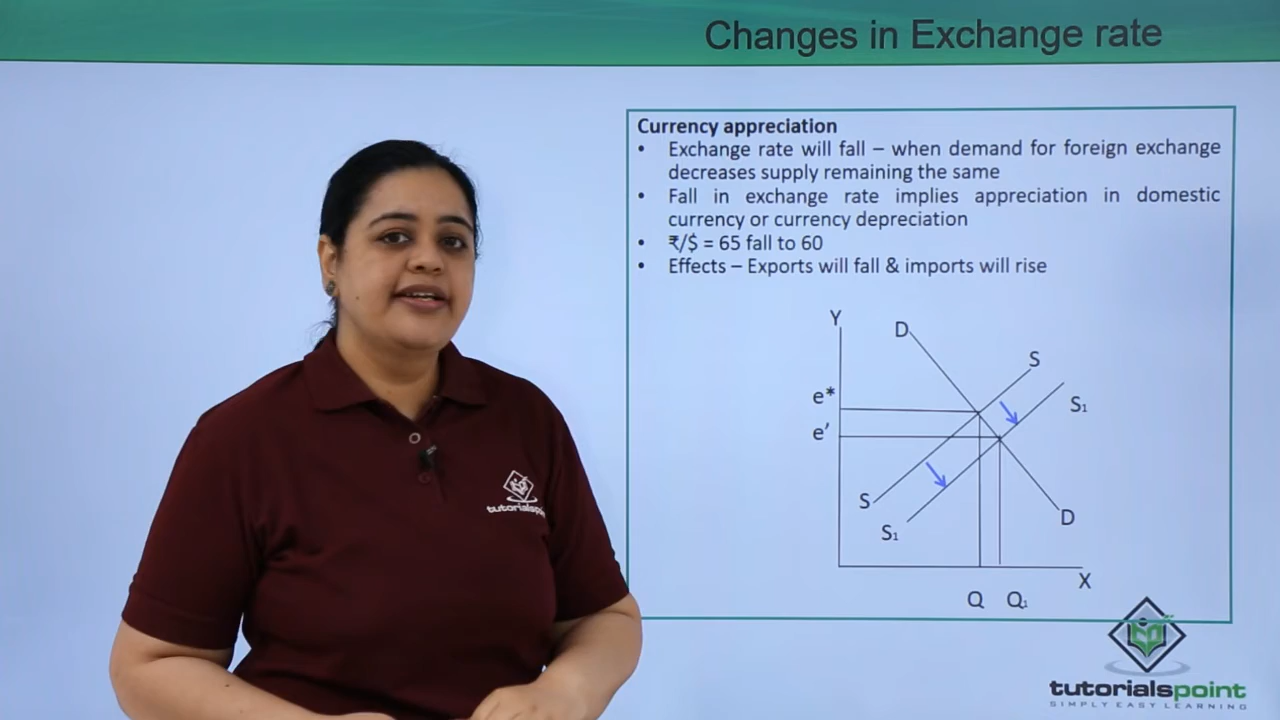 Changes in Exchange rate
Currency appreciation
• Exchange rate will fall – when demand for foreign exchange
decreases supply remaining the same
• Fall in exchange rate implies appreciation in domestic
currency or currency depreciation
• ₹/$ = 65 fall to 60
• Effects – Exports will fall & imports will rise
Y
D
S
e*
S₁
e’
S
D
S₁
X
Q Q₁
tutorialspoint
tutorialspoint
SIMPLY EASY LEARNING